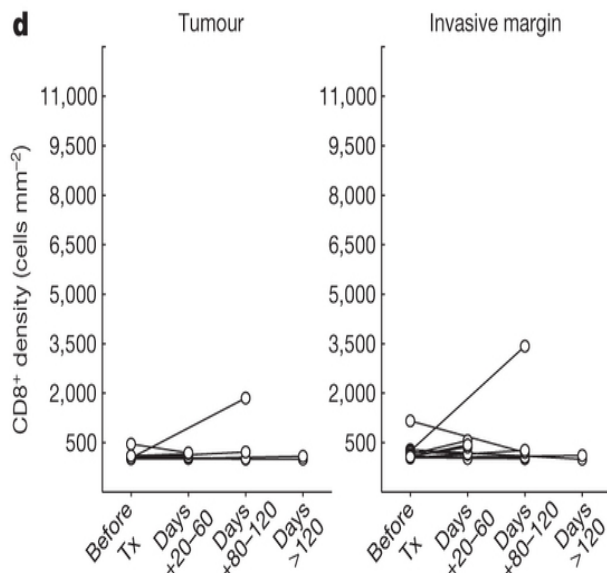 d
Tumour
Invasive margin
CD8⁺ density (cells mm⁻²)
11,000
9,500
8,000
6,500
5,000
3,500
2,000
500
11,000
9,500
8,000
6,500
5,000
3,500
2,000
500
Before
Tx
Days
+20–60
Days
+80–120
Days
>120
Before
Tx
Days
+20–60
Days
+80–120
Days
>120